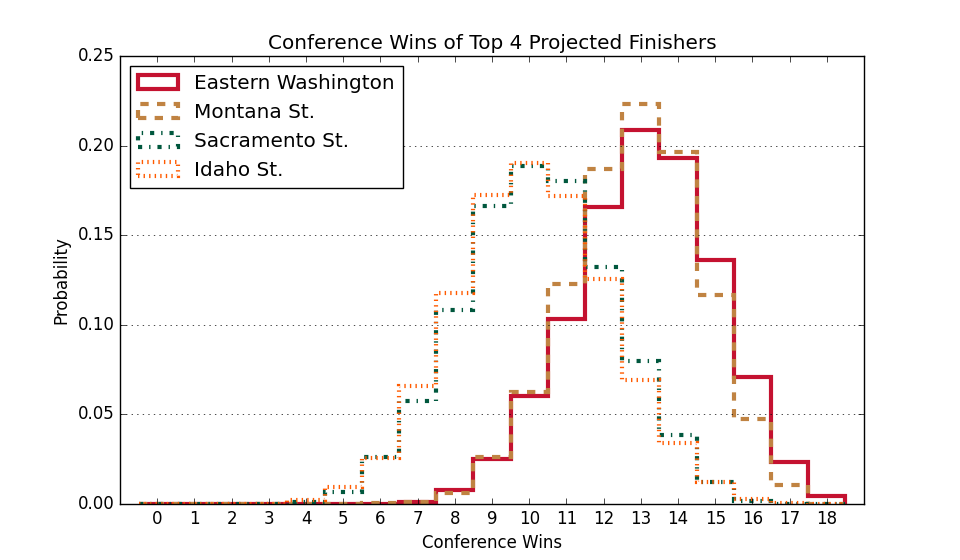 Conference Wins of Top 4 Projected Finishers
0.25
0.20
0.15
0.10
0.05
0.00
Probability
Eastern Washington
Montana St.
Sacramento St.
Idaho St.
0 1 2 3 4 5 6 7 8 9 10 11 12 13 14 15 16 17 18
Conference Wins